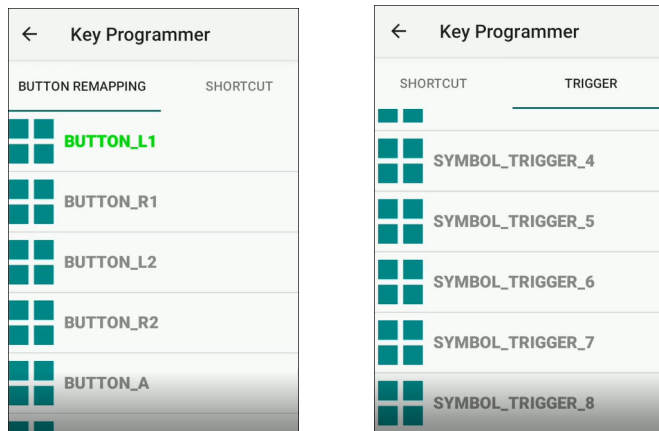 Key Programmer
BUTTON REMAPPING SHORTCUT
BUTTON_L1
BUTTON_R1
BUTTON_L2
BUTTON_R2
BUTTON_A
Key Programmer
SHORTCUT TRIGGER
SYMBOL_TRIGGER_4
SYMBOL_TRIGGER_5
SYMBOL_TRIGGER_6
SYMBOL_TRIGGER_7
SYMBOL_TRIGGER_8